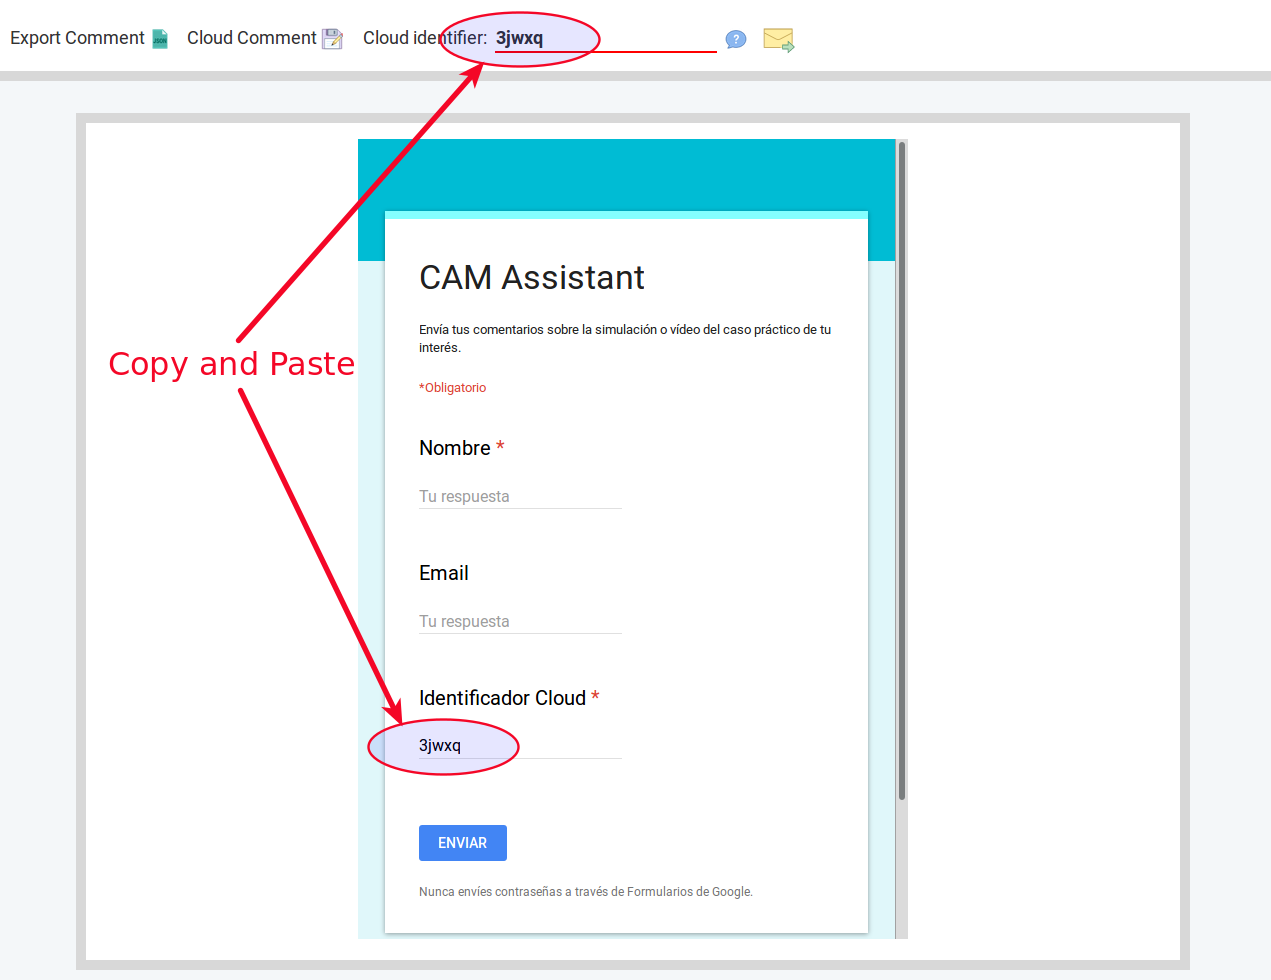 Export Comment JSON Cloud Comment Cloud identifier: 3jwxq ?
CAM Assistant
Envía tus comentarios sobre la simulación o vídeo del caso práctico de tu
interés.
Copy and Paste
*Obligatorio
Nombre *
Tu respuesta
Email
Tu respuesta
Identificador Cloud *
3jwxq
ENVIAR
Nunca envíes contraseñas a través de Formularios de Google.